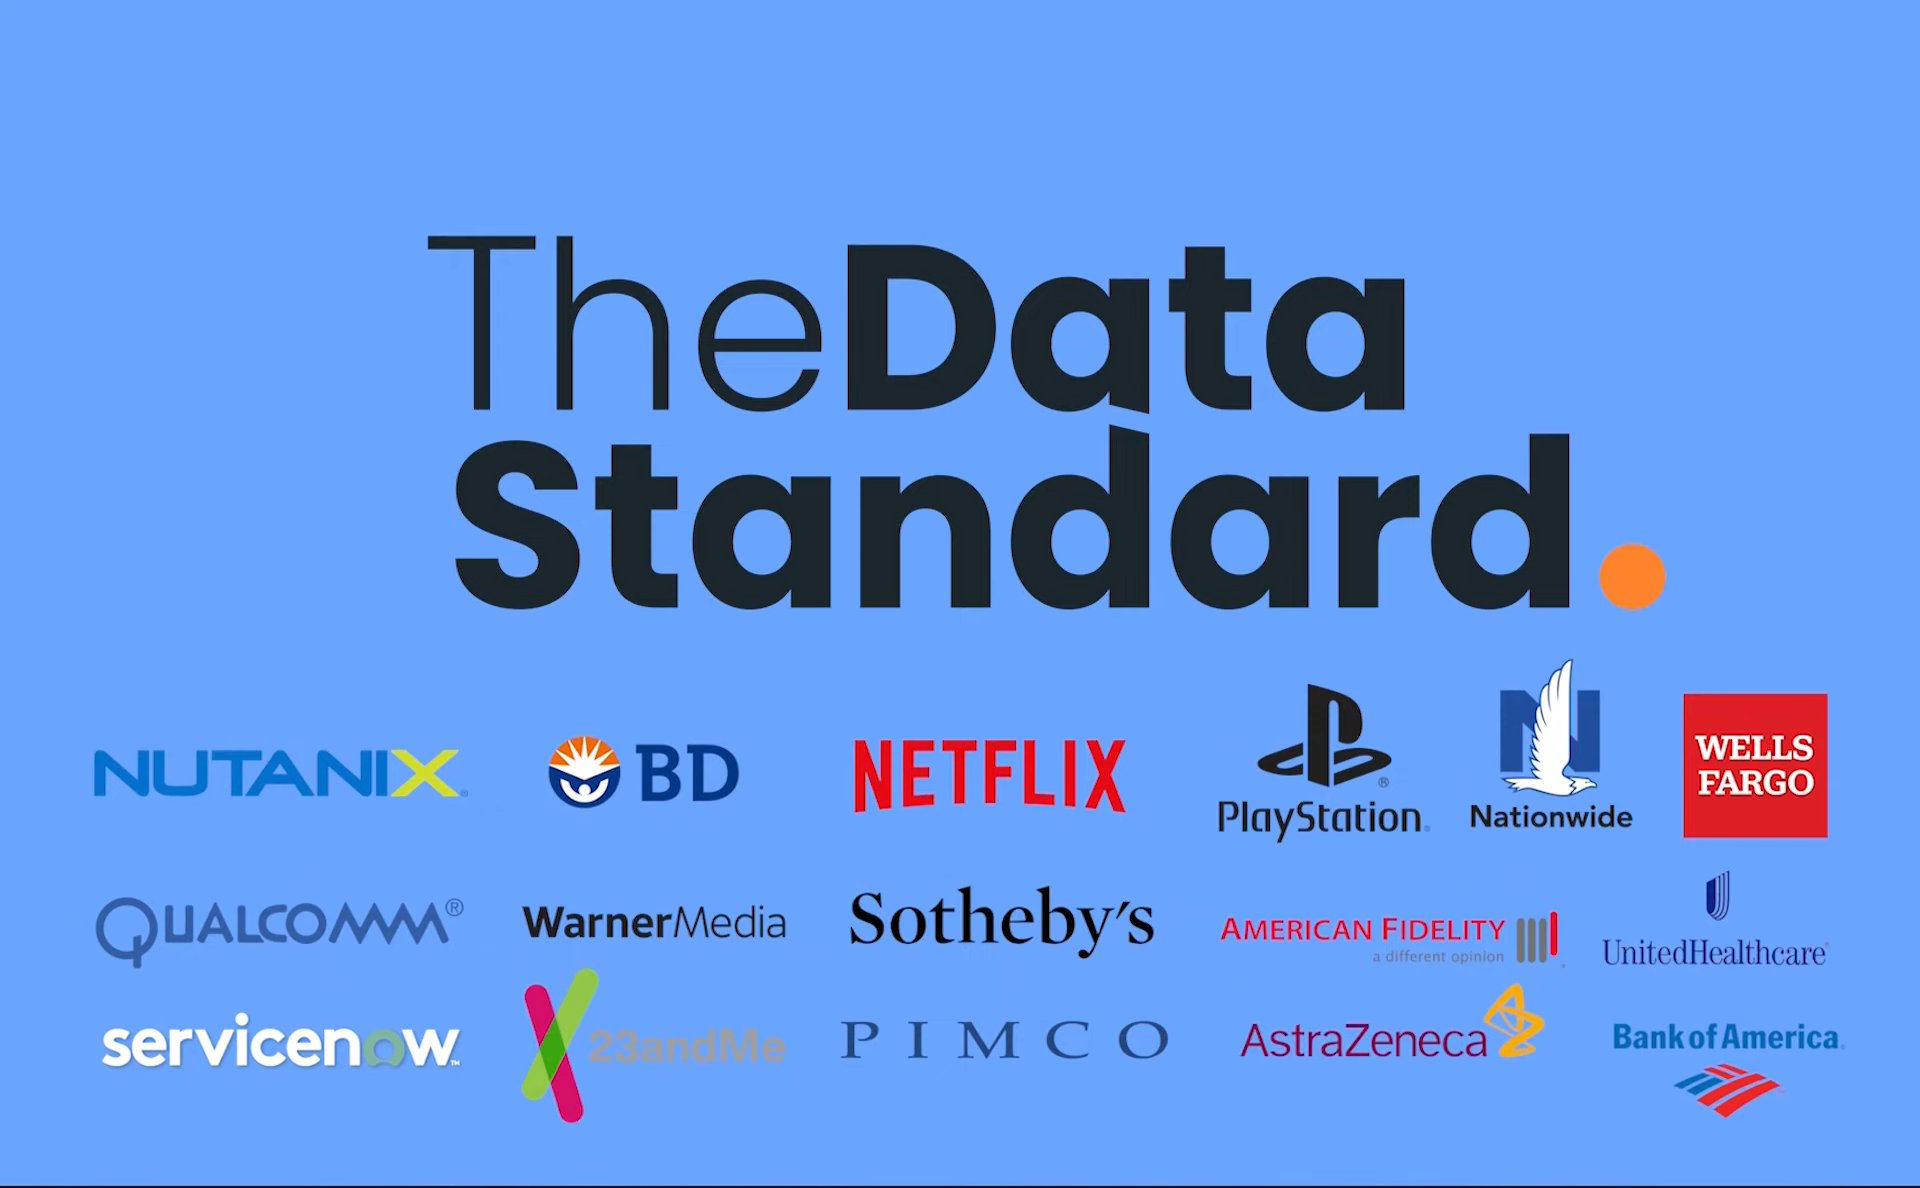 TheData
Standard.
NUTANIX
BD
NETFLIX
PlayStation®
Nationwide
WELLS
FARGO
QUALCOMM®
WarnerMedia
Sotheby's
AMERICAN FIDELITY
a different opinion
UnitedHealthcare
servicenow™
23andMe
PIMCO
AstraZeneca
Bank of America